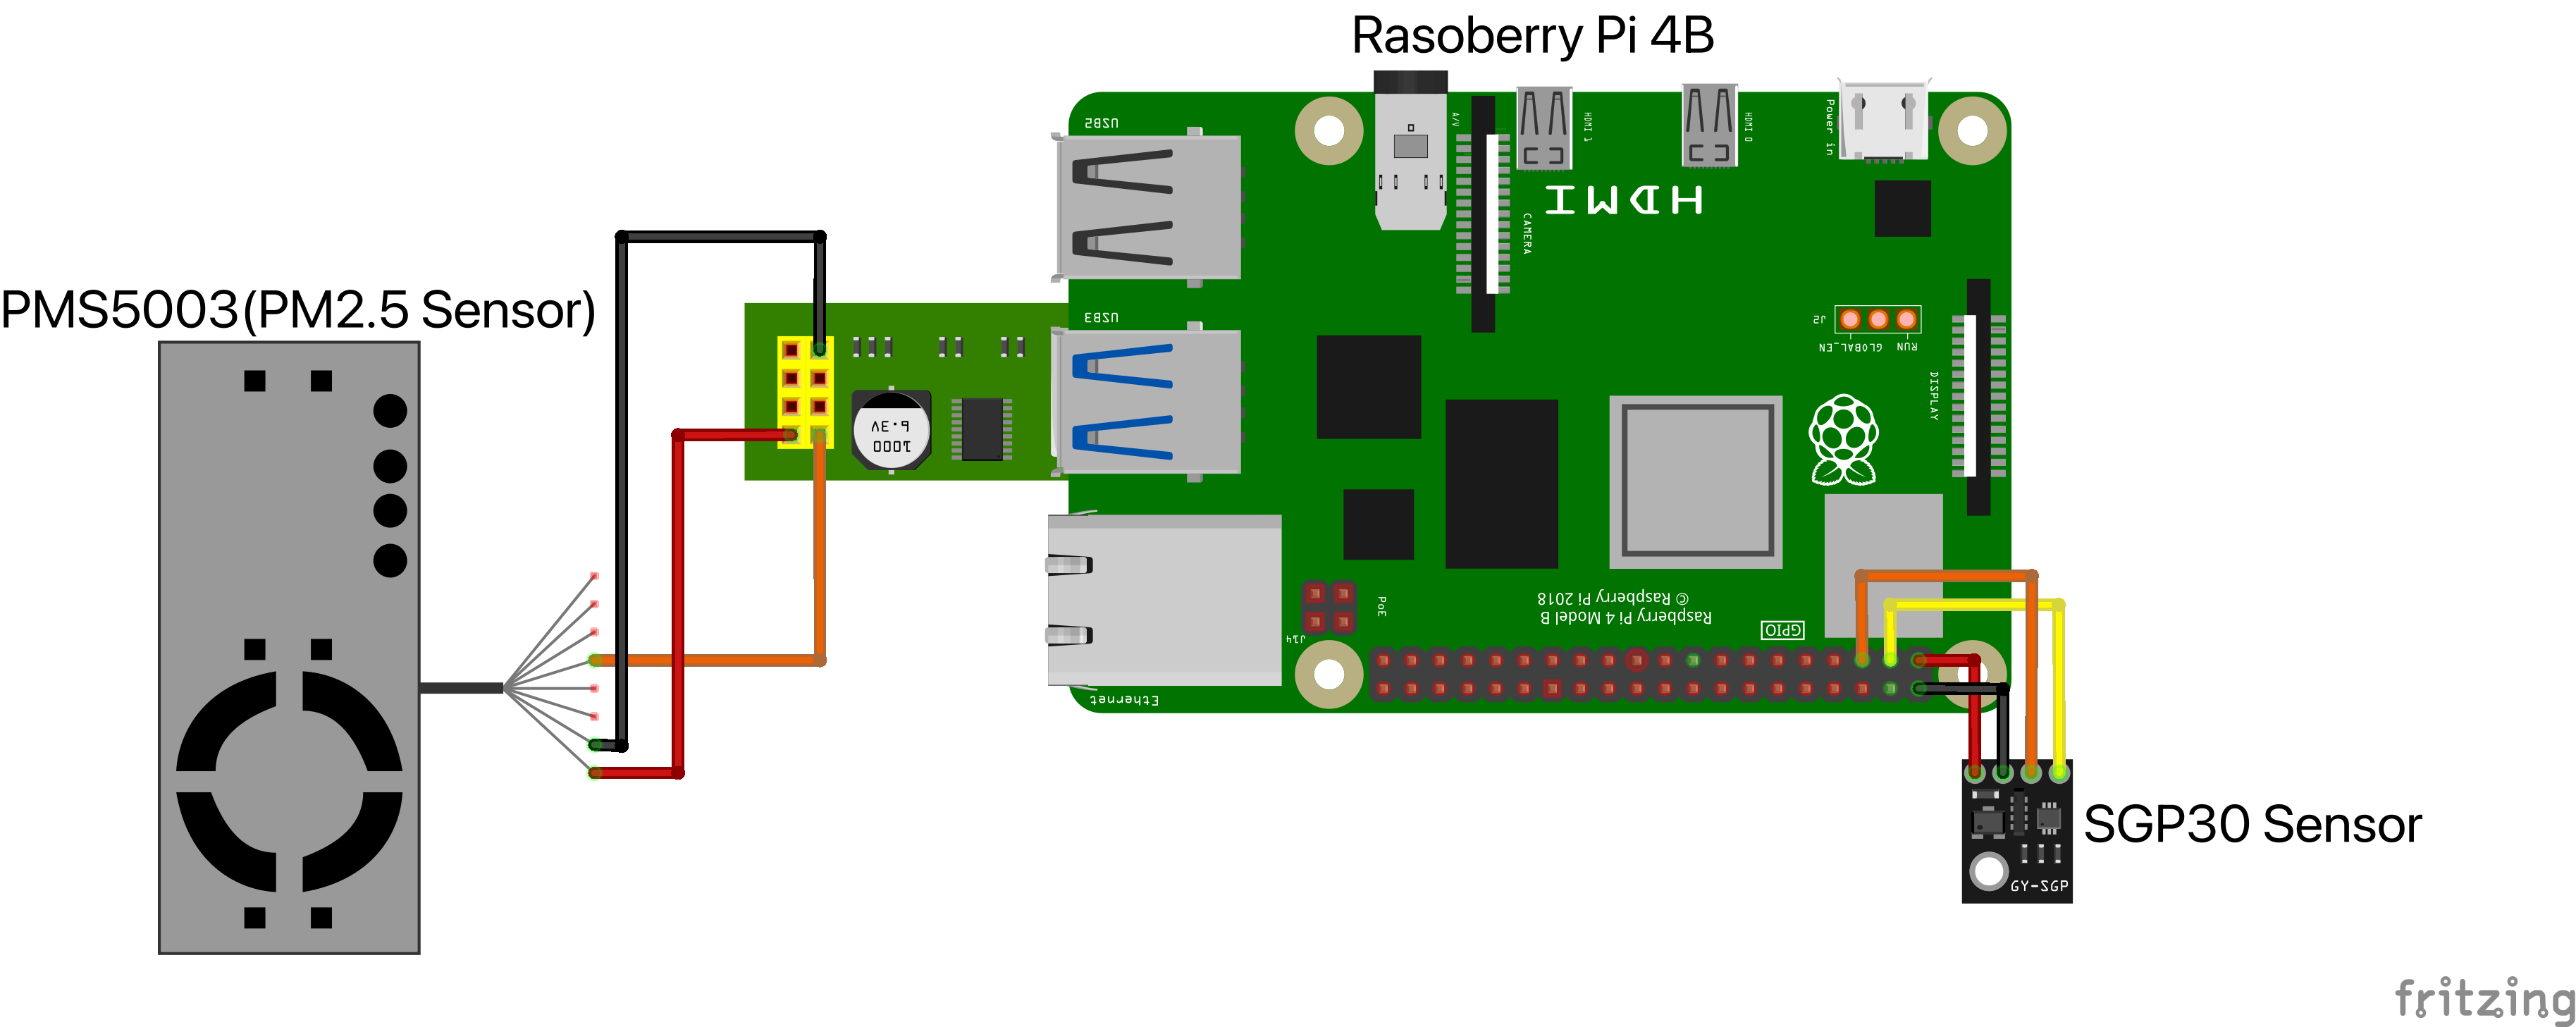 Rasoberry Pi 4B
PMS5003(PM2.5 Sensor)
USB2
USB3
A/V
HDMI 1
HDMI 0
Power in
CAMERA
HDMI
J2
GLOBAL_EN
RUN
DISPLAY
6.3V
1000
PoE
J14
© Raspberry Pi 2018
Raspberry Pi 4 Model B
GPIO
Ethernet
SGP30 Sensor
GY-SGP
fritzing